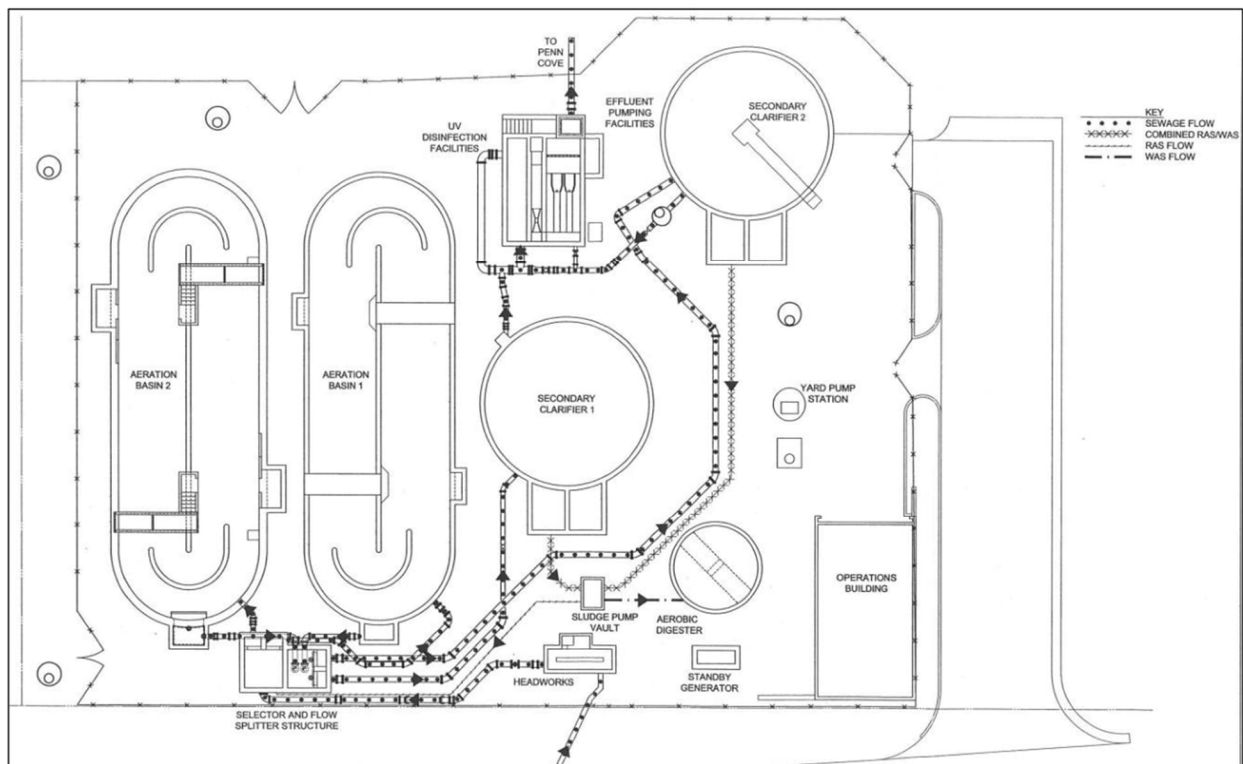 TO
PENN
COVE
EFFLUENT
PUMPING
FACILITIES
SECONDARY
CLARIFIER 2
UV
DISINFECTION
FACILITIES
KEY
SEWAGE FLOW
COMBINED RAS/WAS
RAS FLOW
WAS FLOW
AERATION
BASIN 2
AERATION
BASIN 1
SECONDARY
CLARIFIER 1
YARD PUMP
STATION
OPERATIONS
BUILDING
SLUDGE PUMP
VAULT
AEROBIC
DIGESTER
HEADWORKS
STANDBY
GENERATOR
SELECTOR AND FLOW
SPLITTER STRUCTURE